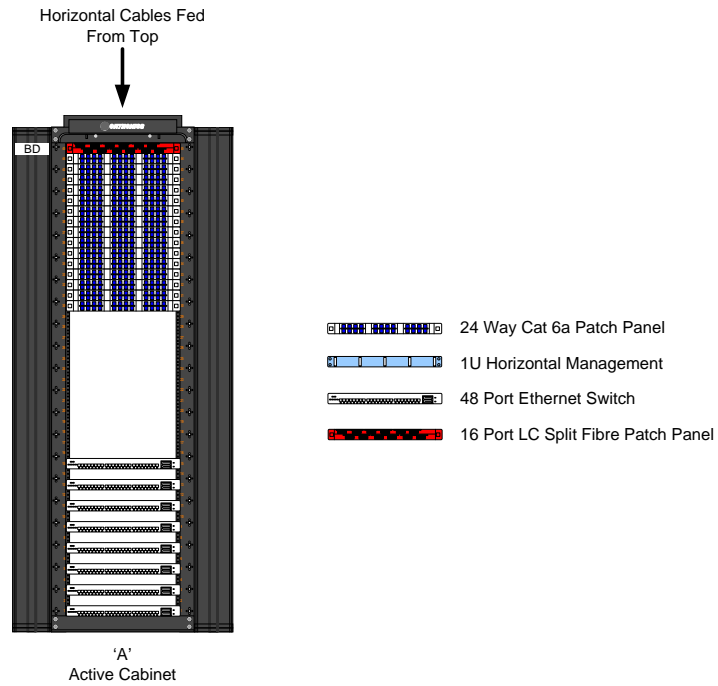 Horizontal Cables Fed
From Top
BD
24 Way Cat 6a Patch Panel
1U Horizontal Management
48 Port Ethernet Switch
16 Port LC Split Fibre Patch Panel
‘A’
Active Cabinet